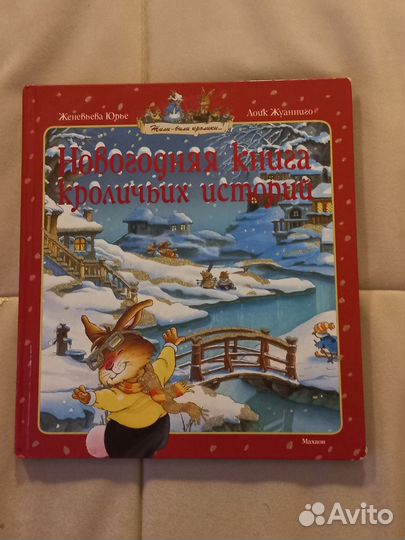 Женевьева Юрье
Лоик Жуанниго
Жили-были кролики...
Новогодняя книга
кроличьих историй
Махаон
Avito